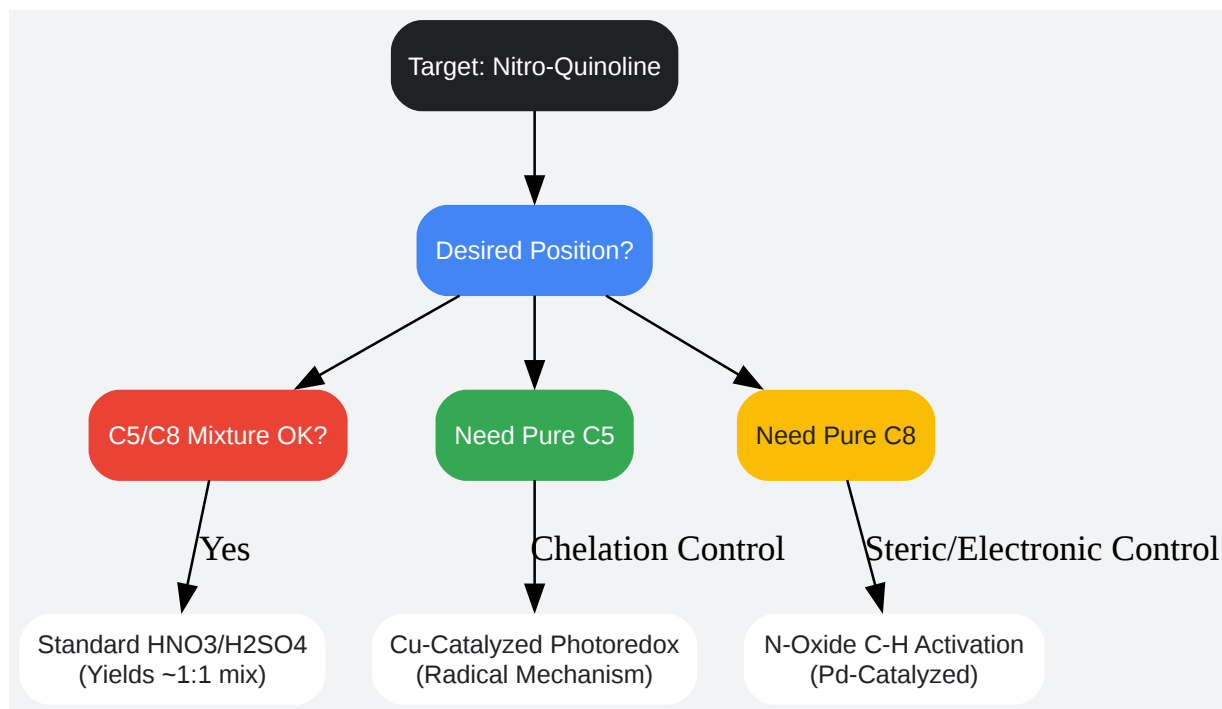 Target: Nitro-Quinoline
Desired Position?
C5/C8 Mixture OK?
Need Pure C5
Need Pure C8
Yes
Chelation Control
Steric/Electronic Control
Standard HNO3/H2SO4
(Yields ~1:1 mix)
Cu-Catalyzed Photoredox
(Radical Mechanism)
N-Oxide C-H Activation
(Pd-Catalyzed)